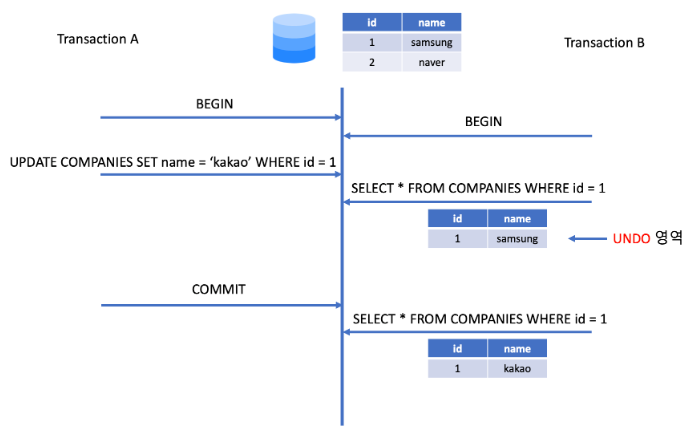 Transaction A
id name
1 samsung
2 naver
Transaction B
BEGIN
BEGIN
UPDATE COMPANIES SET name = ‘kakao’ WHERE id = 1
SELECT * FROM COMPANIES WHERE id = 1
id name
1 samsung
UNDO 영역
COMMIT
SELECT * FROM COMPANIES WHERE id = 1
id name
1 kakao